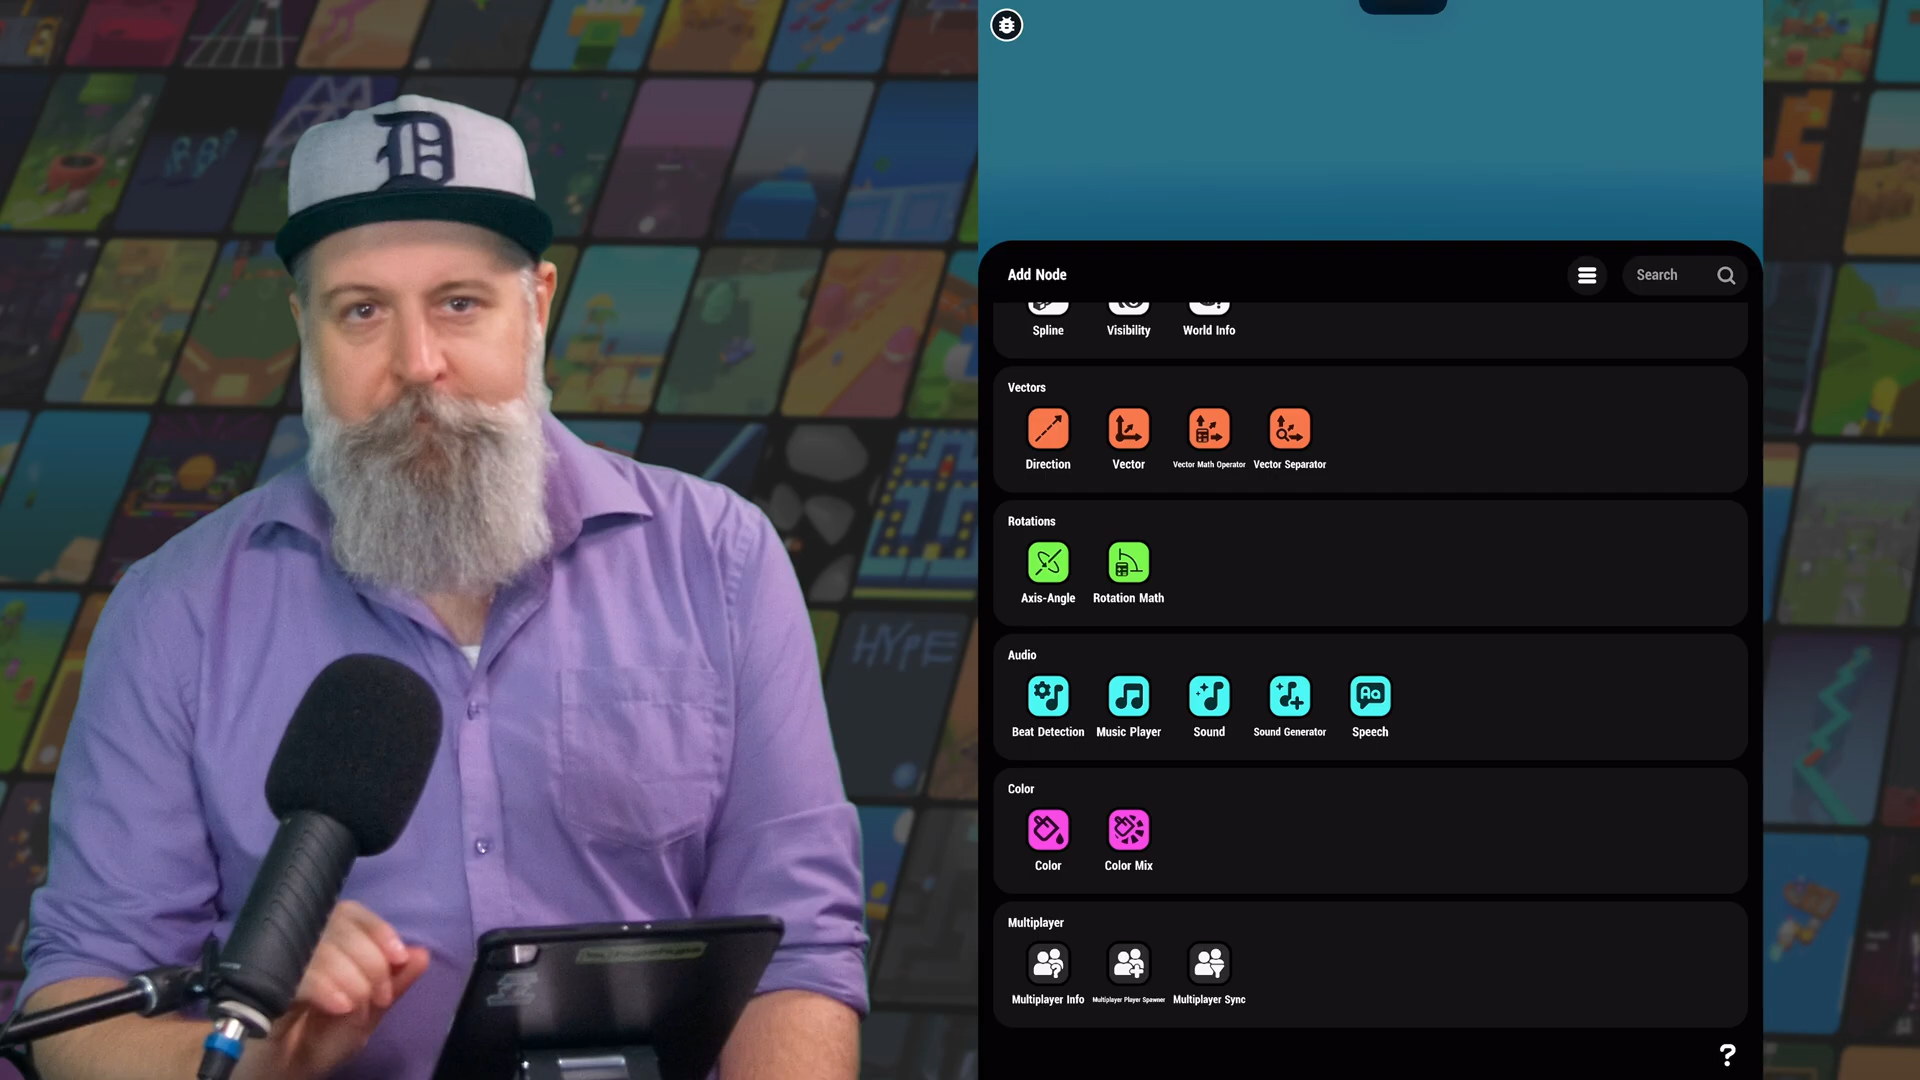 D
HYPE
Add Node
Search
Spline Visibility World Info
Vectors
Direction Vector Vector Math Operator Vector Separator
Rotations
Axis-Angle Rotation Math
Audio
Aa
Beat Detection Music Player Sound Sound Generator Speech
Color
Color Color Mix
Multiplayer
Multiplayer Info Multiplayer Player Spawner Multiplayer Sync
?